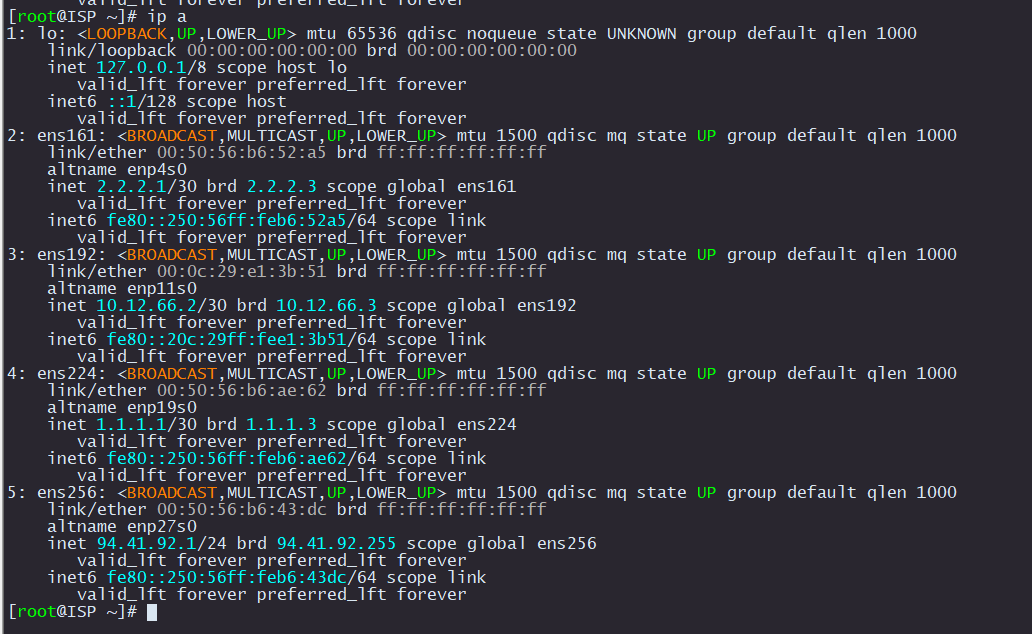 valid_lft forever preferred_lft forever
[root@ISP ~]# ip a
1: lo: <LOOPBACK,UP,LOWER_UP> mtu 65536 qdisc noqueue state UNKNOWN group default qlen 1000
    link/loopback 00:00:00:00:00:00 brd 00:00:00:00:00:00
    inet 127.0.0.1/8 scope host lo
       valid_lft forever preferred_lft forever
    inet6 ::1/128 scope host
       valid_lft forever preferred_lft forever
2: ens161: <BROADCAST,MULTICAST,UP,LOWER_UP> mtu 1500 qdisc mq state UP group default qlen 1000
    link/ether 00:50:56:b6:52:a5 brd ff:ff:ff:ff:ff:ff
    altname enp4s0
    inet 2.2.2.1/30 brd 2.2.2.3 scope global ens161
       valid_lft forever preferred_lft forever
    inet6 fe80::250:56ff:feb6:52a5/64 scope link
       valid_lft forever preferred_lft forever
3: ens192: <BROADCAST,MULTICAST,UP,LOWER_UP> mtu 1500 qdisc mq state UP group default qlen 1000
    link/ether 00:0c:29:e1:3b:51 brd ff:ff:ff:ff:ff:ff
    altname enp11s0
    inet 10.12.66.2/30 brd 10.12.66.3 scope global ens192
       valid_lft forever preferred_lft forever
    inet6 fe80::20c:29ff:fee1:3b51/64 scope link
       valid_lft forever preferred_lft forever
4: ens224: <BROADCAST,MULTICAST,UP,LOWER_UP> mtu 1500 qdisc mq state UP group default qlen 1000
    link/ether 00:50:56:b6:ae:62 brd ff:ff:ff:ff:ff:ff
    altname enp19s0
    inet 1.1.1.1/30 brd 1.1.1.3 scope global ens224
       valid_lft forever preferred_lft forever
    inet6 fe80::250:56ff:feb6:ae62/64 scope link
       valid_lft forever preferred_lft forever
5: ens256: <BROADCAST,MULTICAST,UP,LOWER_UP> mtu 1500 qdisc mq state UP group default qlen 1000
    link/ether 00:50:56:b6:43:dc brd ff:ff:ff:ff:ff:ff
    altname enp27s0
    inet 94.41.92.1/24 brd 94.41.92.255 scope global ens256
       valid_lft forever preferred_lft forever
    inet6 fe80::250:56ff:feb6:43dc/64 scope link
       valid_lft forever preferred_lft forever
[root@ISP ~]#